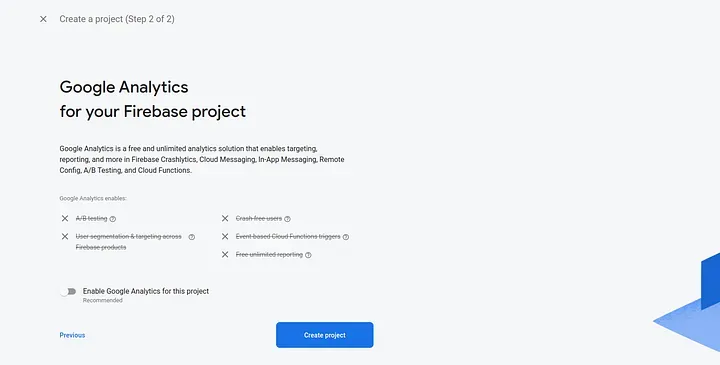 Create a project (Step 2 of 2)
Google Analytics
for your Firebase project
Google Analytics is a free and unlimited analytics solution that enables targeting,
reporting, and more in Firebase Crashlytics, Cloud Messaging, In-App Messaging, Remote
Config, A/B Testing, and Cloud Functions.
Google Analytics enables:
A/B testing
User segmentation & targeting across
Firebase products
Crash-free users
Event-based Cloud Functions triggers
Free unlimited reporting
Enable Google Analytics for this project
Recommended
Previous
Create project